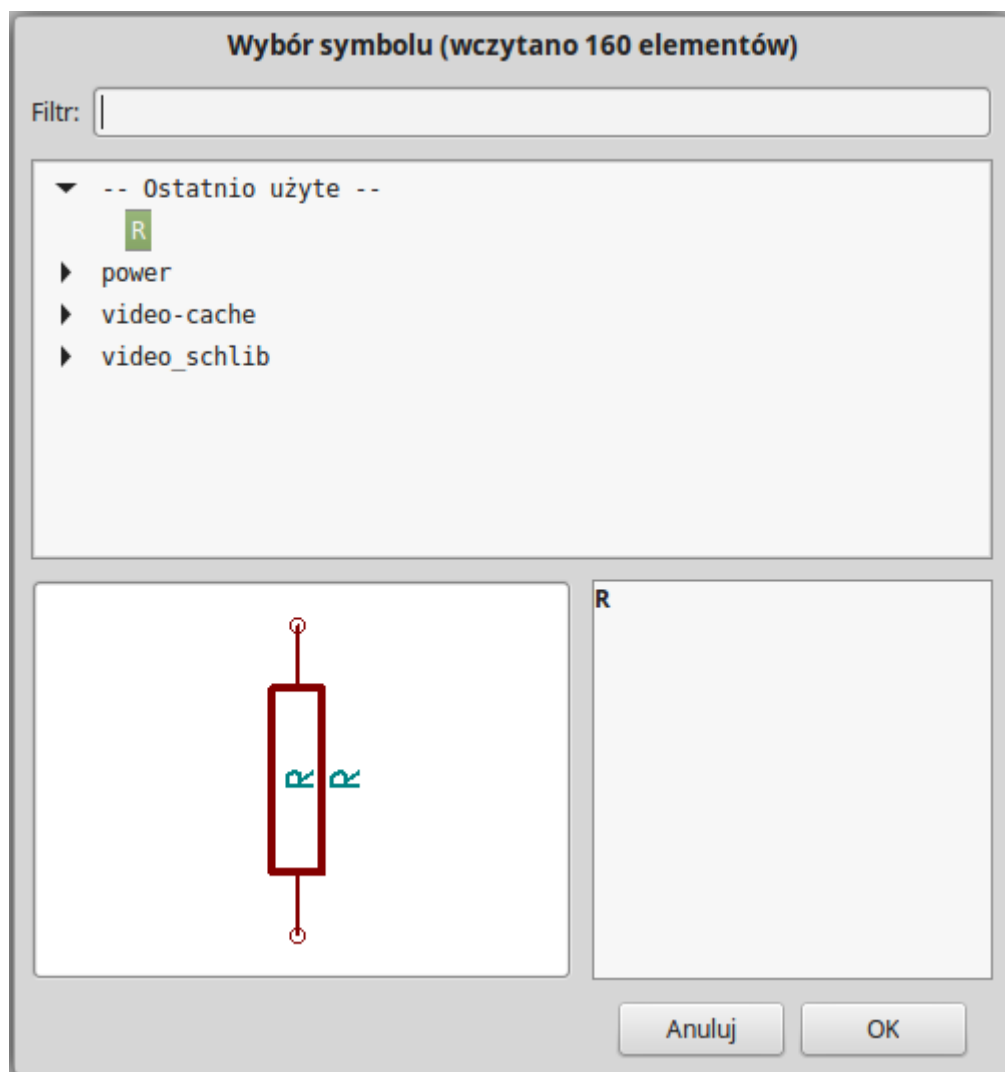 Wybór symbolu (wczytano 160 elementów)
Filtr:
-- Ostatnio użyte --
R
power
video-cache
video_schlib
R R
R
Anuluj OK